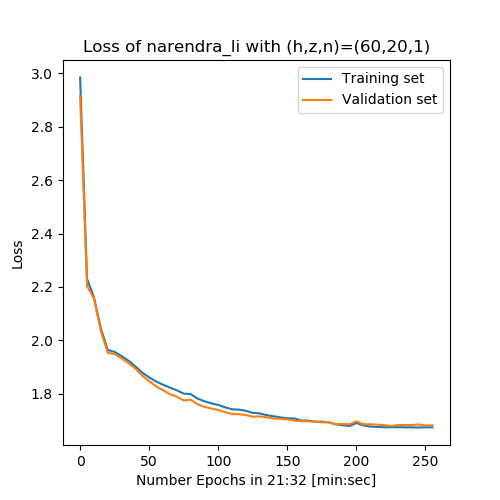 Loss of narendra_li with (h,z,n)=(60,20,1)
Training set
Validation set
3.0
2.8
2.6
2.4
2.2
2.0
1.8
Loss
0 50 100 150 200 250
Number Epochs in 21:32 [min:sec]